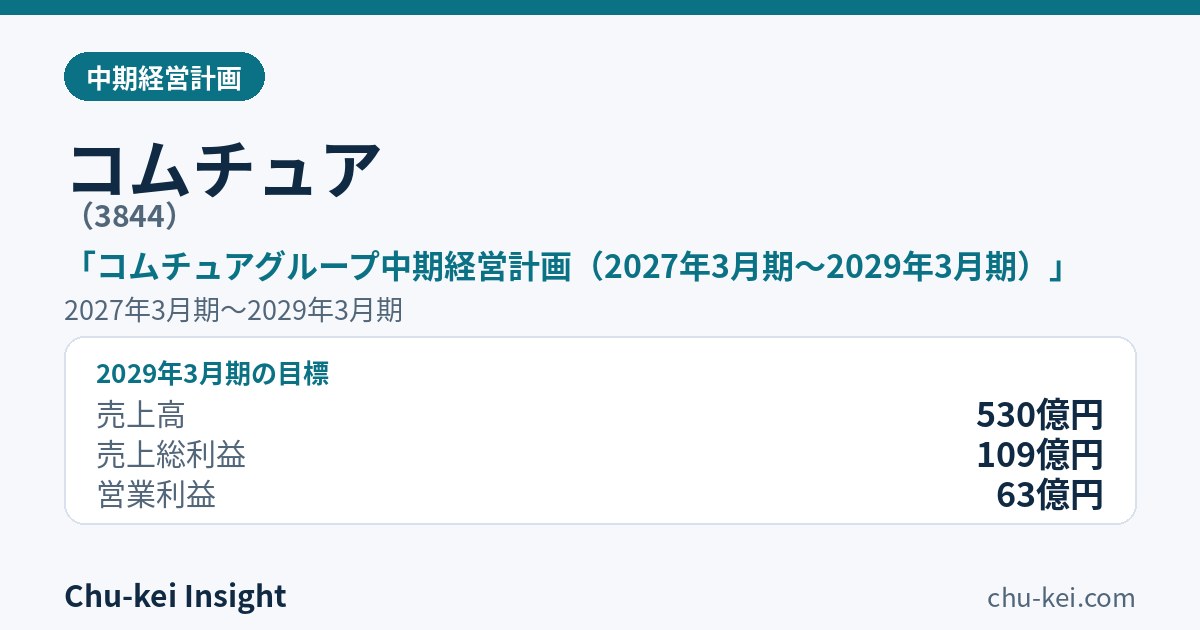 中期経営計画
コムチュア
（3844）
「コムチュアグループ中期経営計画（2027年3月期～2029年3月期）」
2027年3月期～2029年3月期
2029年3月期の目標
売上高 530億円
売上総利益 109億円
営業利益 63億円
Chu-kei Insight chu-kei.com